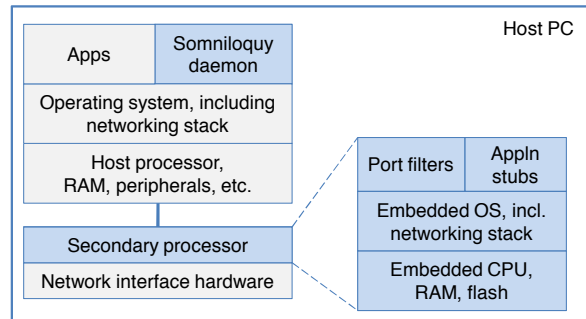 Host PC
Apps
Somniloquy
daemon
Operating system, including
networking stack
Host processor,
RAM, peripherals, etc.
Secondary processor
Network interface hardware
Port filters
Appln
stubs
Embedded OS, incl.
networking stack
Embedded CPU,
RAM, flash